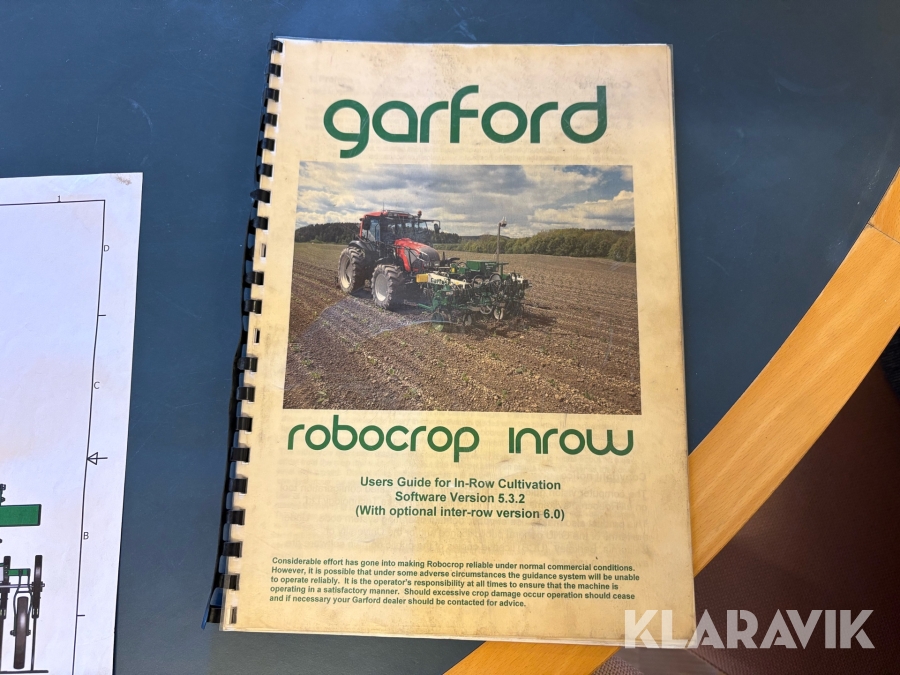 garford
robocrop inrow
Users Guide for In-Row Cultivation
Software Version 5.3.2
(With optional inter-row version 6.0)
Considerable effort has gone into making Robocrop reliable under normal commercial conditions.
However, it is possible that under some adverse circumstances the guidance system will be unable
to operate reliably. It is the operator's responsibility at all times to ensure that the machine is
operating in a satisfactory manner. Should excessive crop damage occur operation should cease
and if necessary your Garford dealer should be contacted for advice.
1
D
C
B
KLARAVIK